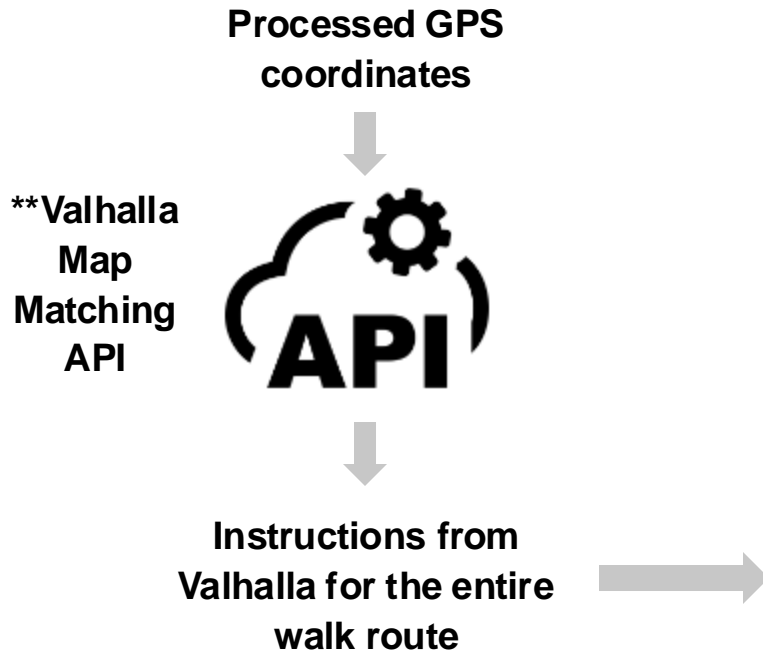 Processed GPS
coordinates
**Valhalla
Map
Matching
API
API
Instructions from
Valhalla for the entire
walk route